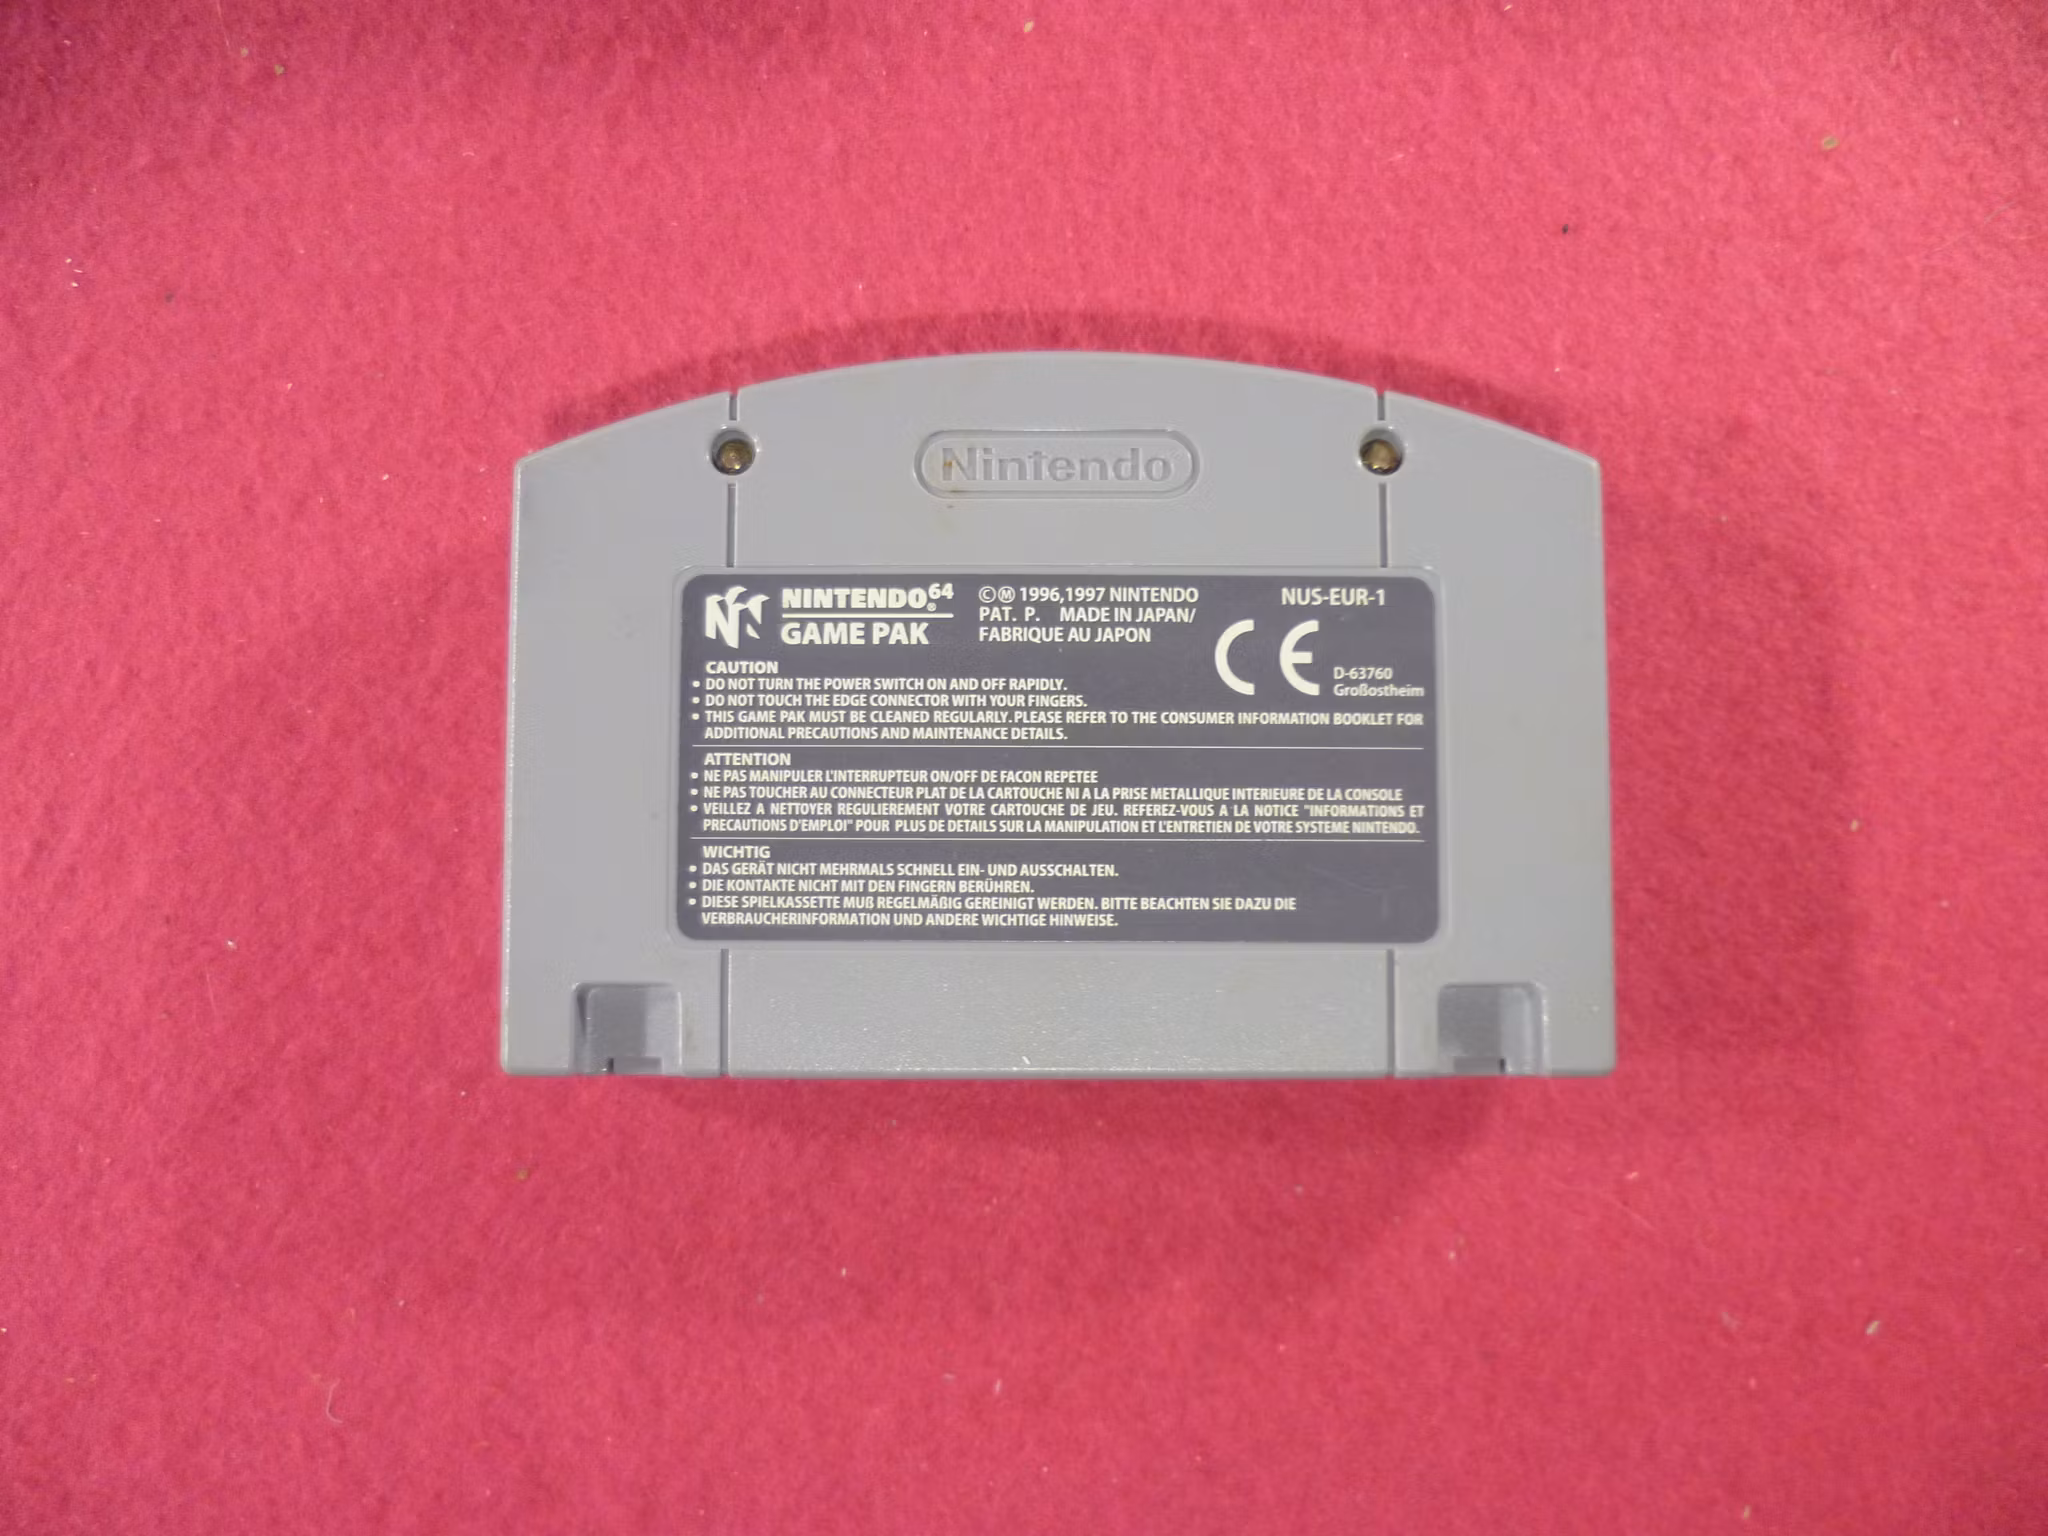 Nintendo
NINTENDO®64
GAME PAK
©Ⓜ 1996,1997 NINTENDO
PAT. P. MADE IN JAPAN/
FABRIQUE AU JAPON
NUS-EUR-1
CE
D-63760
Großostheim
CAUTION
• DO NOT TURN THE POWER SWITCH ON AND OFF RAPIDLY.
• DO NOT TOUCH THE EDGE CONNECTOR WITH YOUR FINGERS.
• THIS GAME PAK MUST BE CLEANED REGULARLY. PLEASE REFER TO THE CONSUMER INFORMATION BOOKLET FOR
ADDITIONAL PRECAUTIONS AND MAINTENANCE DETAILS.
ATTENTION
• NE PAS MANIPULER L'INTERRUPTEUR ON/OFF DE FACON REPETEE
• NE PAS TOUCHER AU CONNECTEUR PLAT DE LA CARTOUCHE NI A LA PRISE METALLIQUE INTERIEURE DE LA CONSOLE
• VEILLEZ A NETTOYER REGULIEREMENT VOTRE CARTOUCHE DE JEU. REFEREZ-VOUS A LA NOTICE "INFORMATIONS ET
PRECAUTIONS D'EMPLOI" POUR PLUS DE DETAILS SUR LA MANIPULATION ET L'ENTRETIEN DE VOTRE SYSTEME NINTENDO.
WICHTIG
• DAS GERÄT NICHT MEHRMALS SCHNELL EIN- UND AUSSCHALTEN.
• DIE KONTAKTE NICHT MIT DEN FINGERN BERÜHREN.
• DIESE SPIELKASSETTE MUß REGELMÄßIG GEREINIGT WERDEN. BITTE BEACHTEN SIE DAZU DIE
VERBRAUCHERINFORMATION UND ANDERE WICHTIGE HINWEISE.